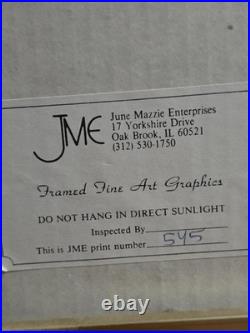 JME
June Mazzie Enterprises
17 Yorkshire Drive
Oak Brook, IL 60521
(312) 530-1750
Framed Fine Art Graphics
DO NOT HANG IN DIRECT SUNLIGHT
Inspected By
This is JME print number 545